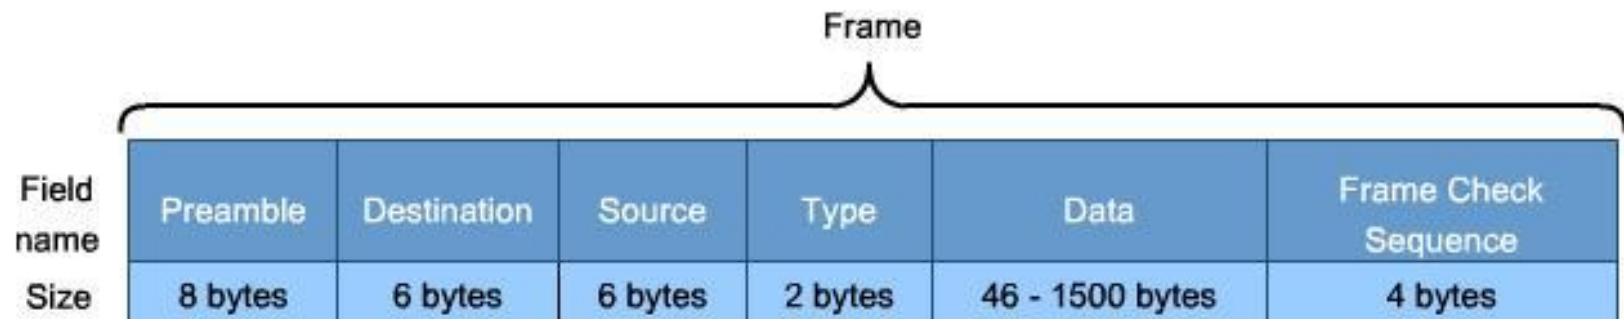 Frame
Field name
Preamble
Destination
Source
Type
Data
Frame Check
Sequence
Size
8 bytes
6 bytes
6 bytes
2 bytes
46 - 1500 bytes
4 bytes